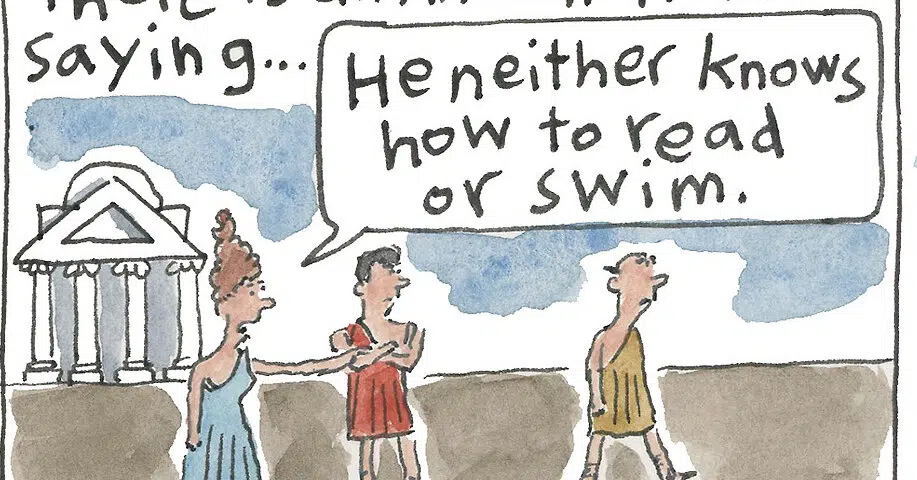 saying...
He neither knows
how to read
or swim.